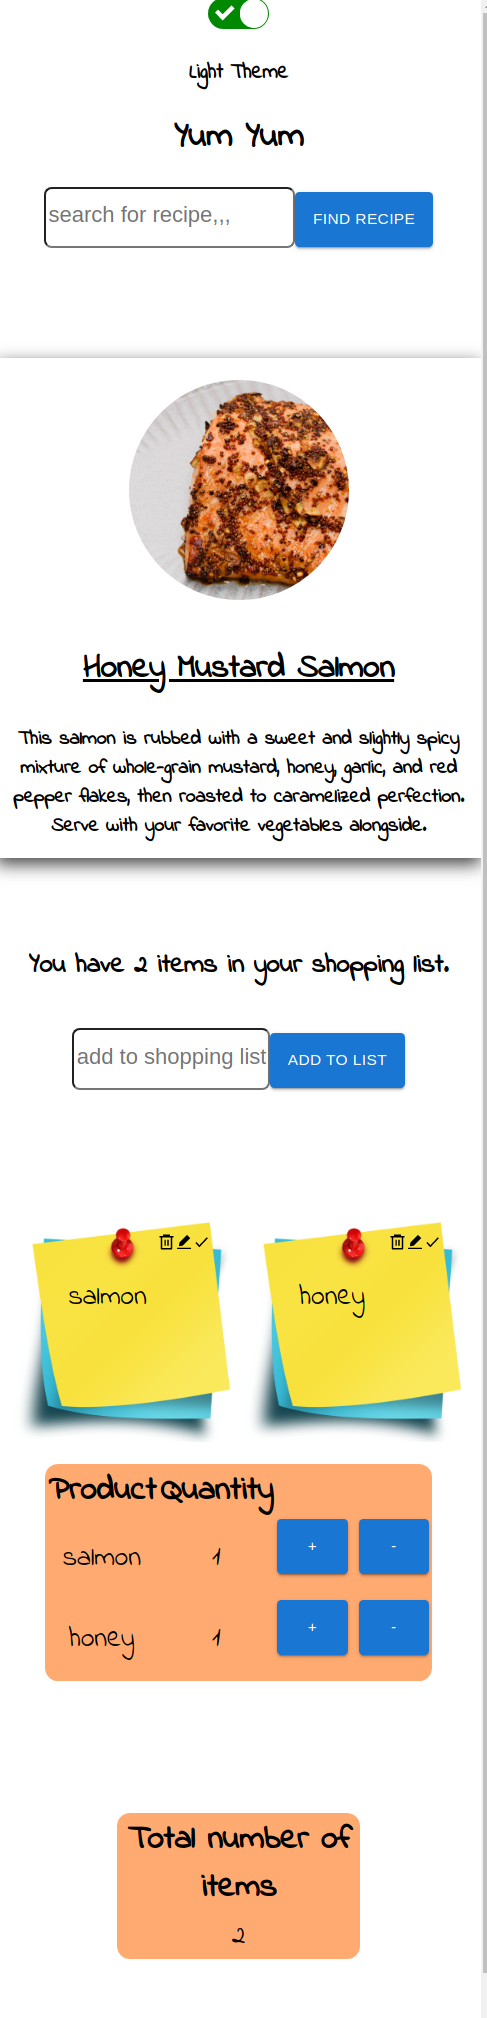 Light Theme
Yum Yum
search for recipe,,,
FIND RECIPE
Honey Mustard Salmon
This salmon is rubbed with a sweet and slightly spicy
mixture of whole-grain mustard, honey, garlic, and red
pepper flakes, then roasted to caramelized perfection.
Serve with your favorite vegetables alongside.
You have 2 items in your shopping list.
add to shopping list
ADD TO LIST
salmon
honey
Product Quantity
salmon 1 + -
honey 1 + -
Total number of
items
2